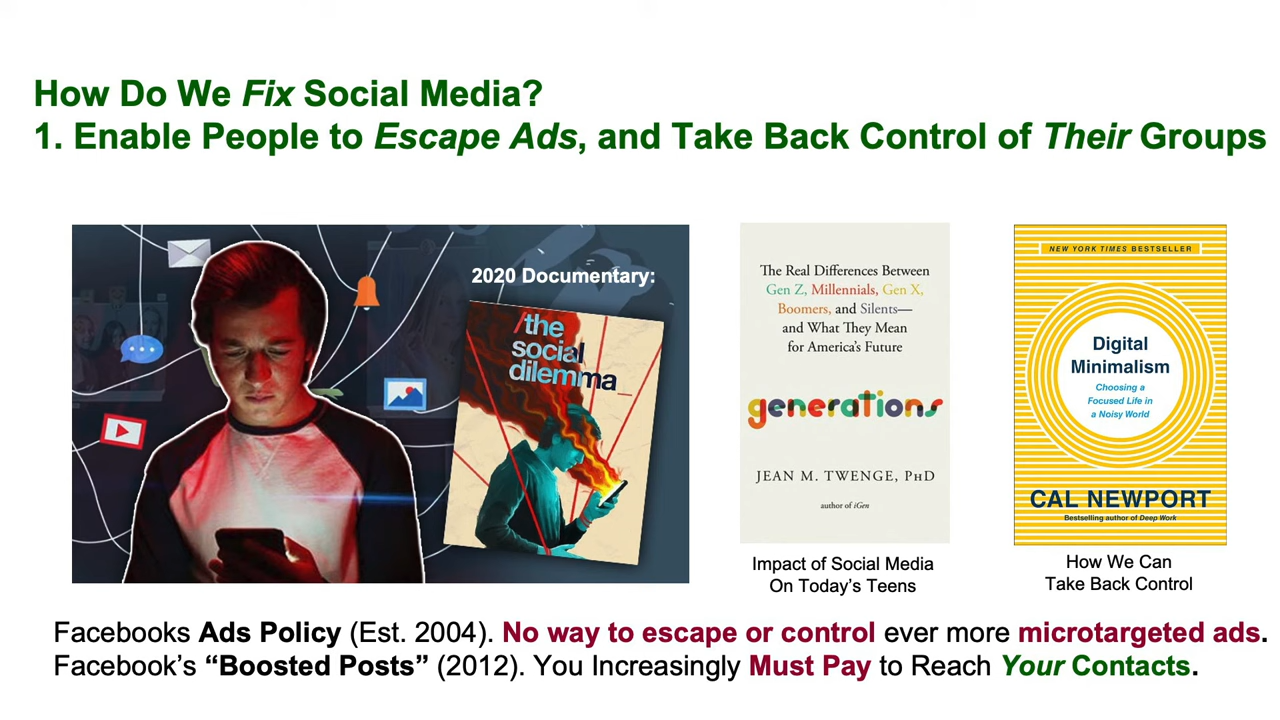 How Do We Fix Social Media?
1. Enable People to Escape Ads, and Take Back Control of Their Groups
2020 Documentary:
/the
social
dilemma_
The Real Differences Between
Gen Z, Millennials, Gen X,
Boomers, and Silents—
and What They Mean
for America's Future
generations
JEAN M. TWENGE, PHD
author of iGen
Impact of Social Media
On Today's Teens
NEW YORK TIMES BESTSELLER
Digital
Minimalism
Choosing a
Focused Life in
a Noisy World
CAL NEWPORT
Bestselling author of Deep Work
How We Can
Take Back Control
Facebooks Ads Policy (Est. 2004). No way to escape or control ever more microtargeted ads.
Facebook's “Boosted Posts” (2012). You Increasingly Must Pay to Reach Your Contacts.